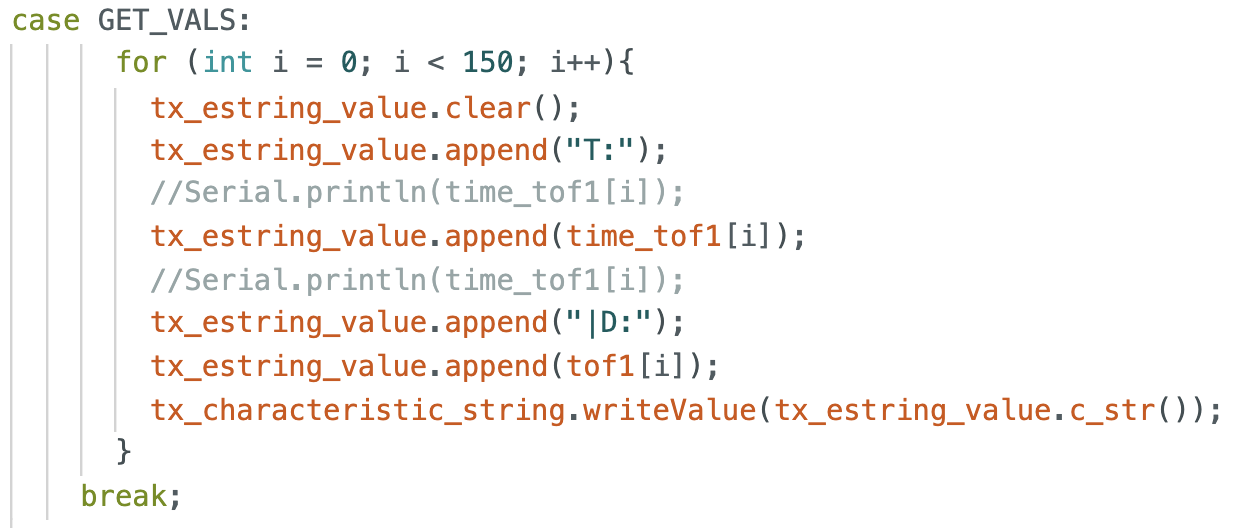 case GET_VALS:
for (int i = 0; i < 150; i++){
tx_estring_value.clear();
tx_estring_value.append("T:");
//Serial.println(time_tof1[i]);
tx_estring_value.append(time_tof1[i]);
//Serial.println(time_tof1[i]);
tx_estring_value.append("|D:");
tx_estring_value.append(tof1[i]);
tx_characteristic_string.writeValue(tx_estring_value.c_str());
}
break;